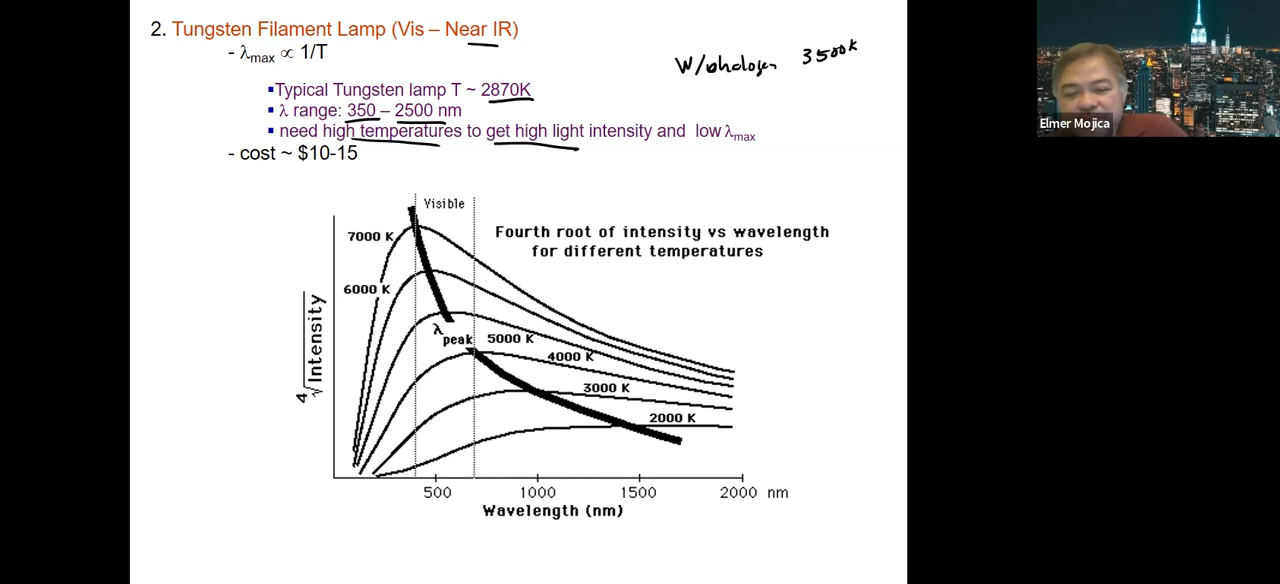 2. Tungsten Filament Lamp (Vis – Near IR)
- λmax ∝ 1/T
W/halogen 3500k
▪Typical Tungsten lamp T ~ 2870K
▪ λ range: 350 – 2500 nm
▪ need high temperatures to get high light intensity and low λmax
- cost ~ $10-15
Elmer Mojica
Visible
Fourth root of intensity vs wavelength
for different temperatures
7000 K
6000 K
λ peak
5000 K
4000 K
3000 K
2000 K
4√Intensity
500 1000 1500 2000 nm
Wavelength (nm)